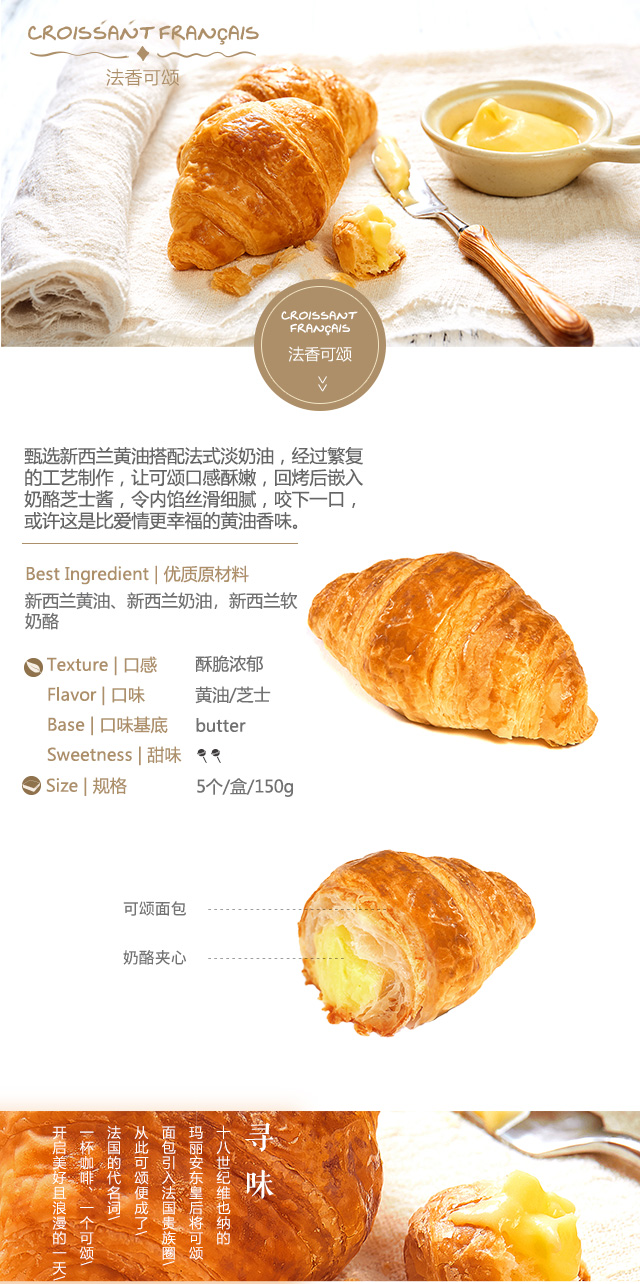 CROISSANT FRANÇAIS
法香可颂
CROISSANT
FRANÇAIS
法香可颂
甄选新西兰黄油搭配法式淡奶油，经过繁复
的工艺制作，让可颂口感酥嫩，回烤后嵌入
奶酪芝士酱，令内馅丝滑细腻，咬下一口，
或许这是比爱情更幸福的黄油香味。
Best Ingredient | 优质原材料
新西兰黄油、新西兰奶油，新西兰软
奶酪
Texture | 口感 酥脆浓郁
Flavor | 口味 黄油/芝士
Base | 口味基底 butter
Sweetness | 甜味
Size | 规格 5个/盒/150g
可颂面包
奶酪夹心
寻味
十八世纪维也纳的
玛丽安东皇后将可颂
面包引入法国贵族圈/
从此可颂便成了/
法国的代名词/
一杯咖啡、一个可颂/
开启美好且浪漫的一天/